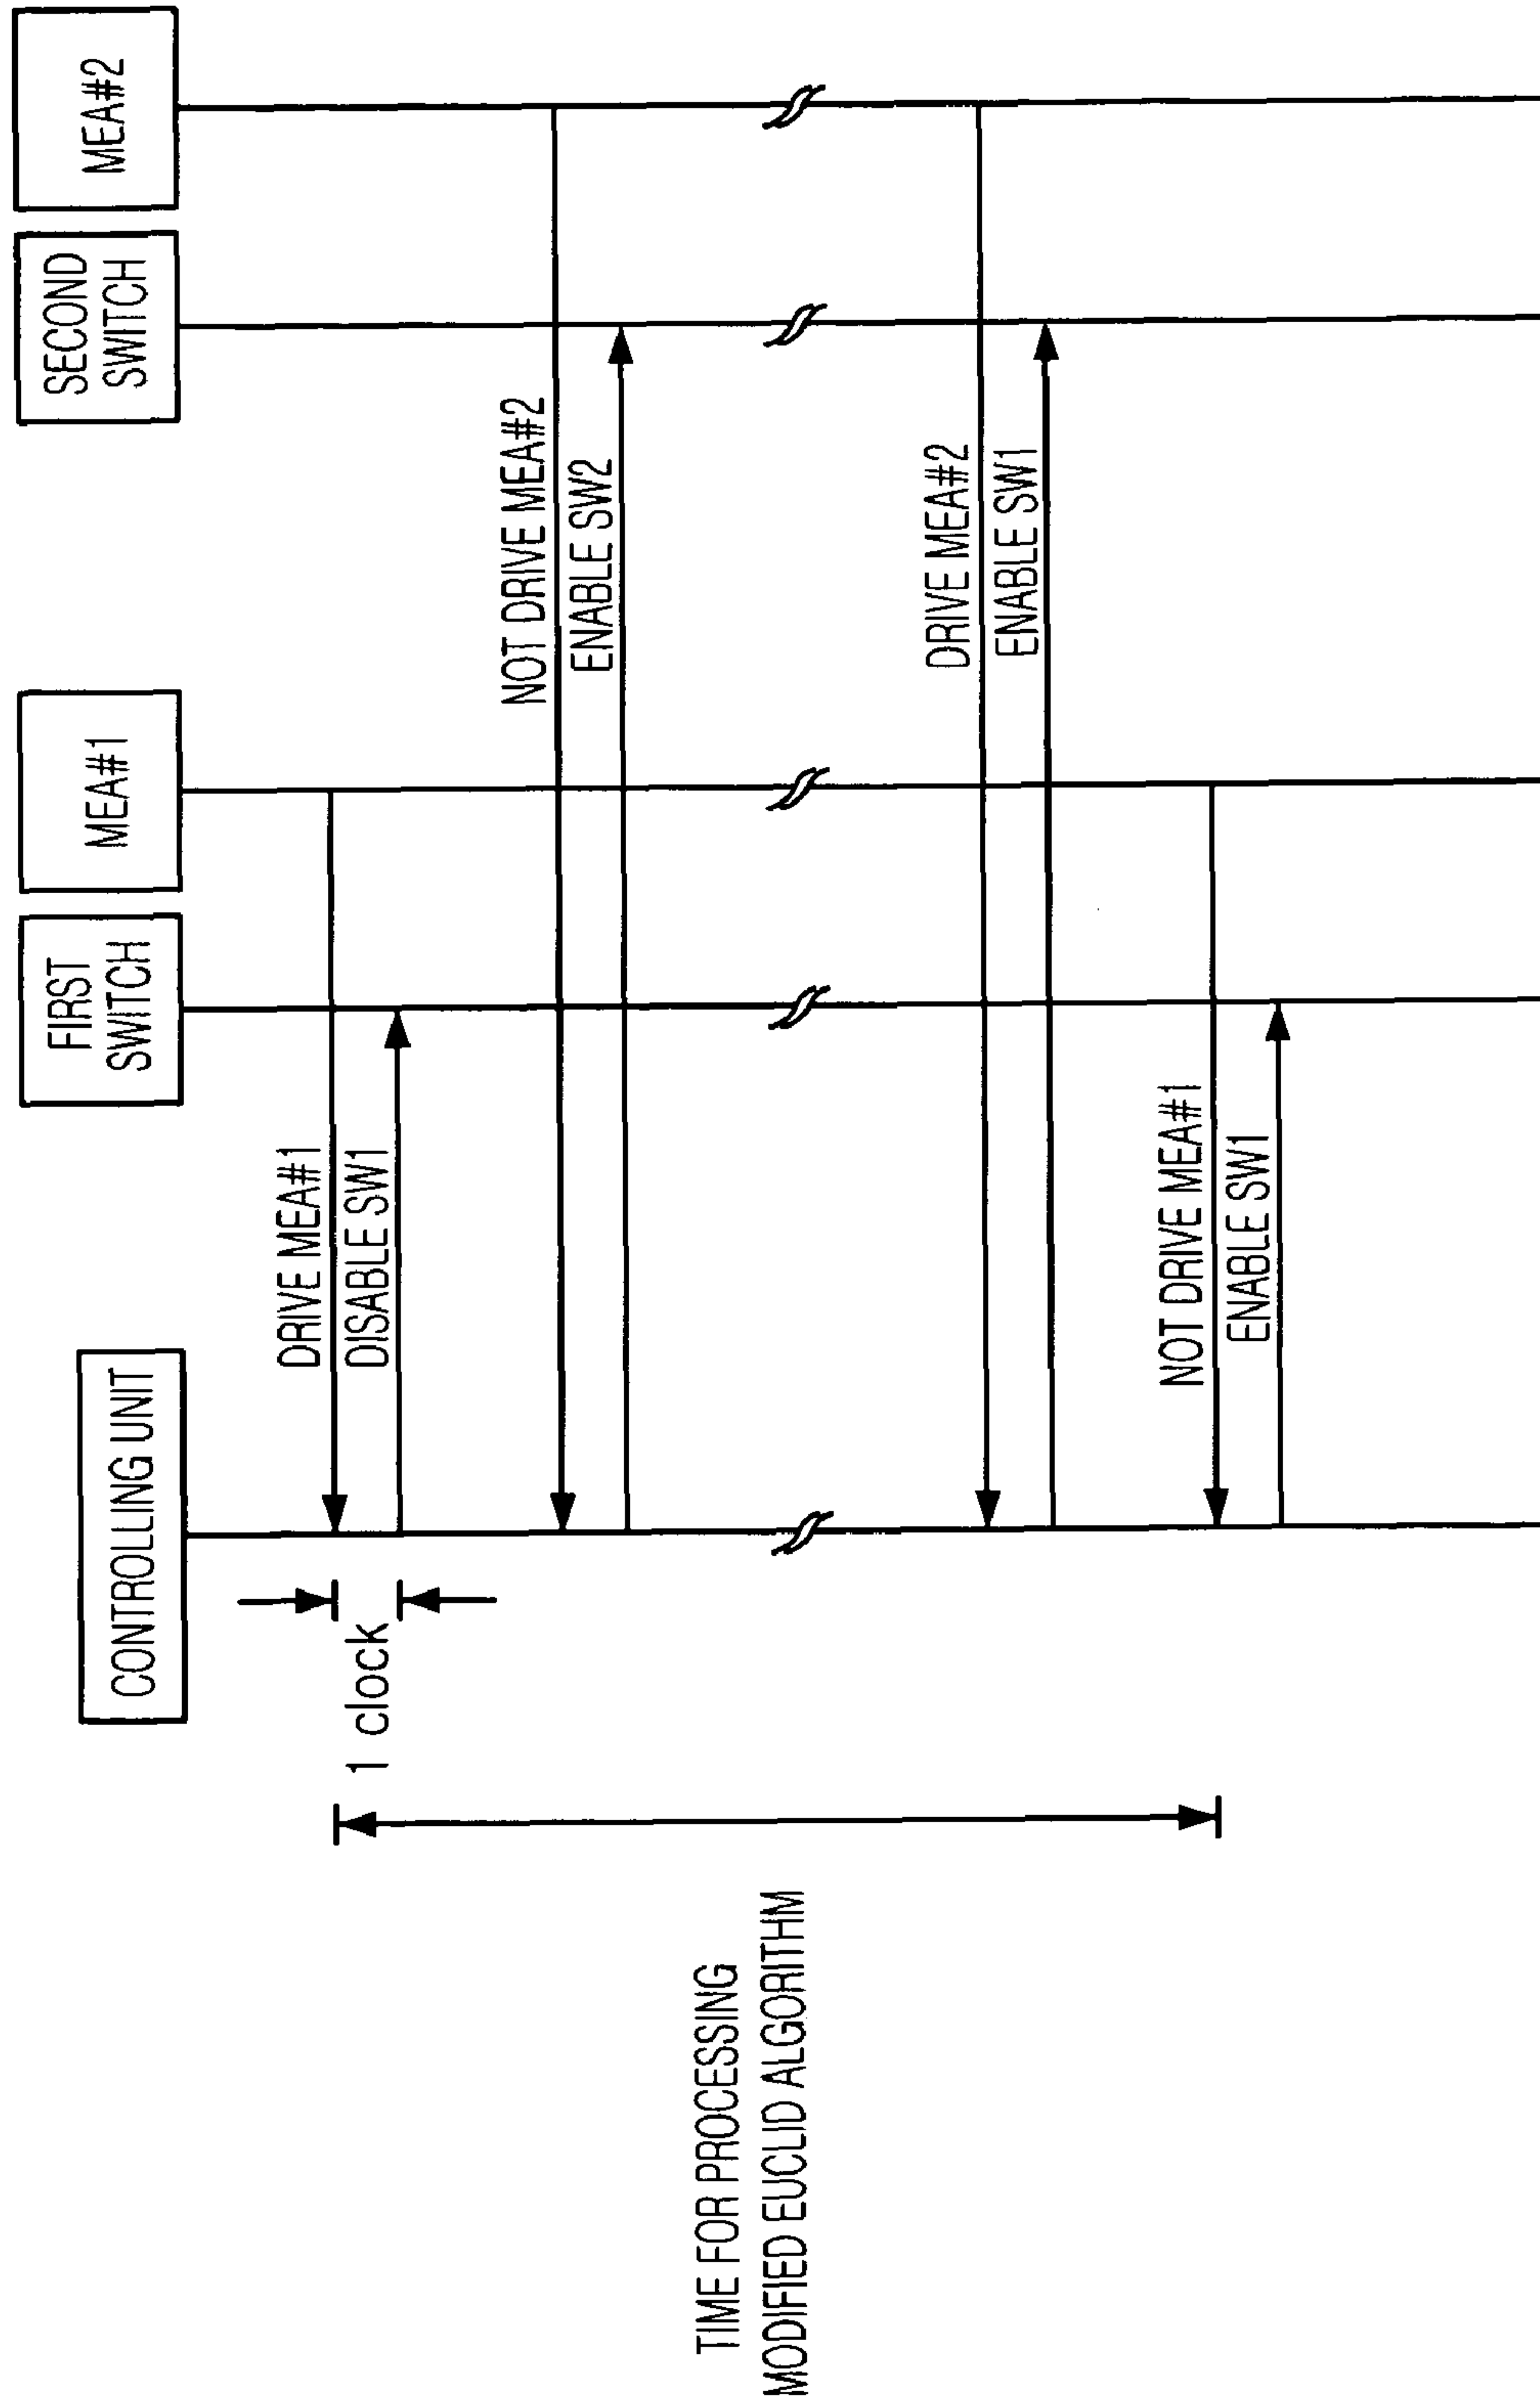 CONTROLLING UNIT
FIRST
SWITCH
MEA#1
SECOND
SWITCH
MEA#2
DRIVE MEA#1
DISABLE SW1
1 clock
NOT DRIVE MEA#2
ENABLE SW2
TIME FOR PROCESSING
MODIFIED EUCLID ALGORITHM
DRIVE MEA#2
ENABLE SW1
NOT DRIVE MEA#1
ENABLE SW1